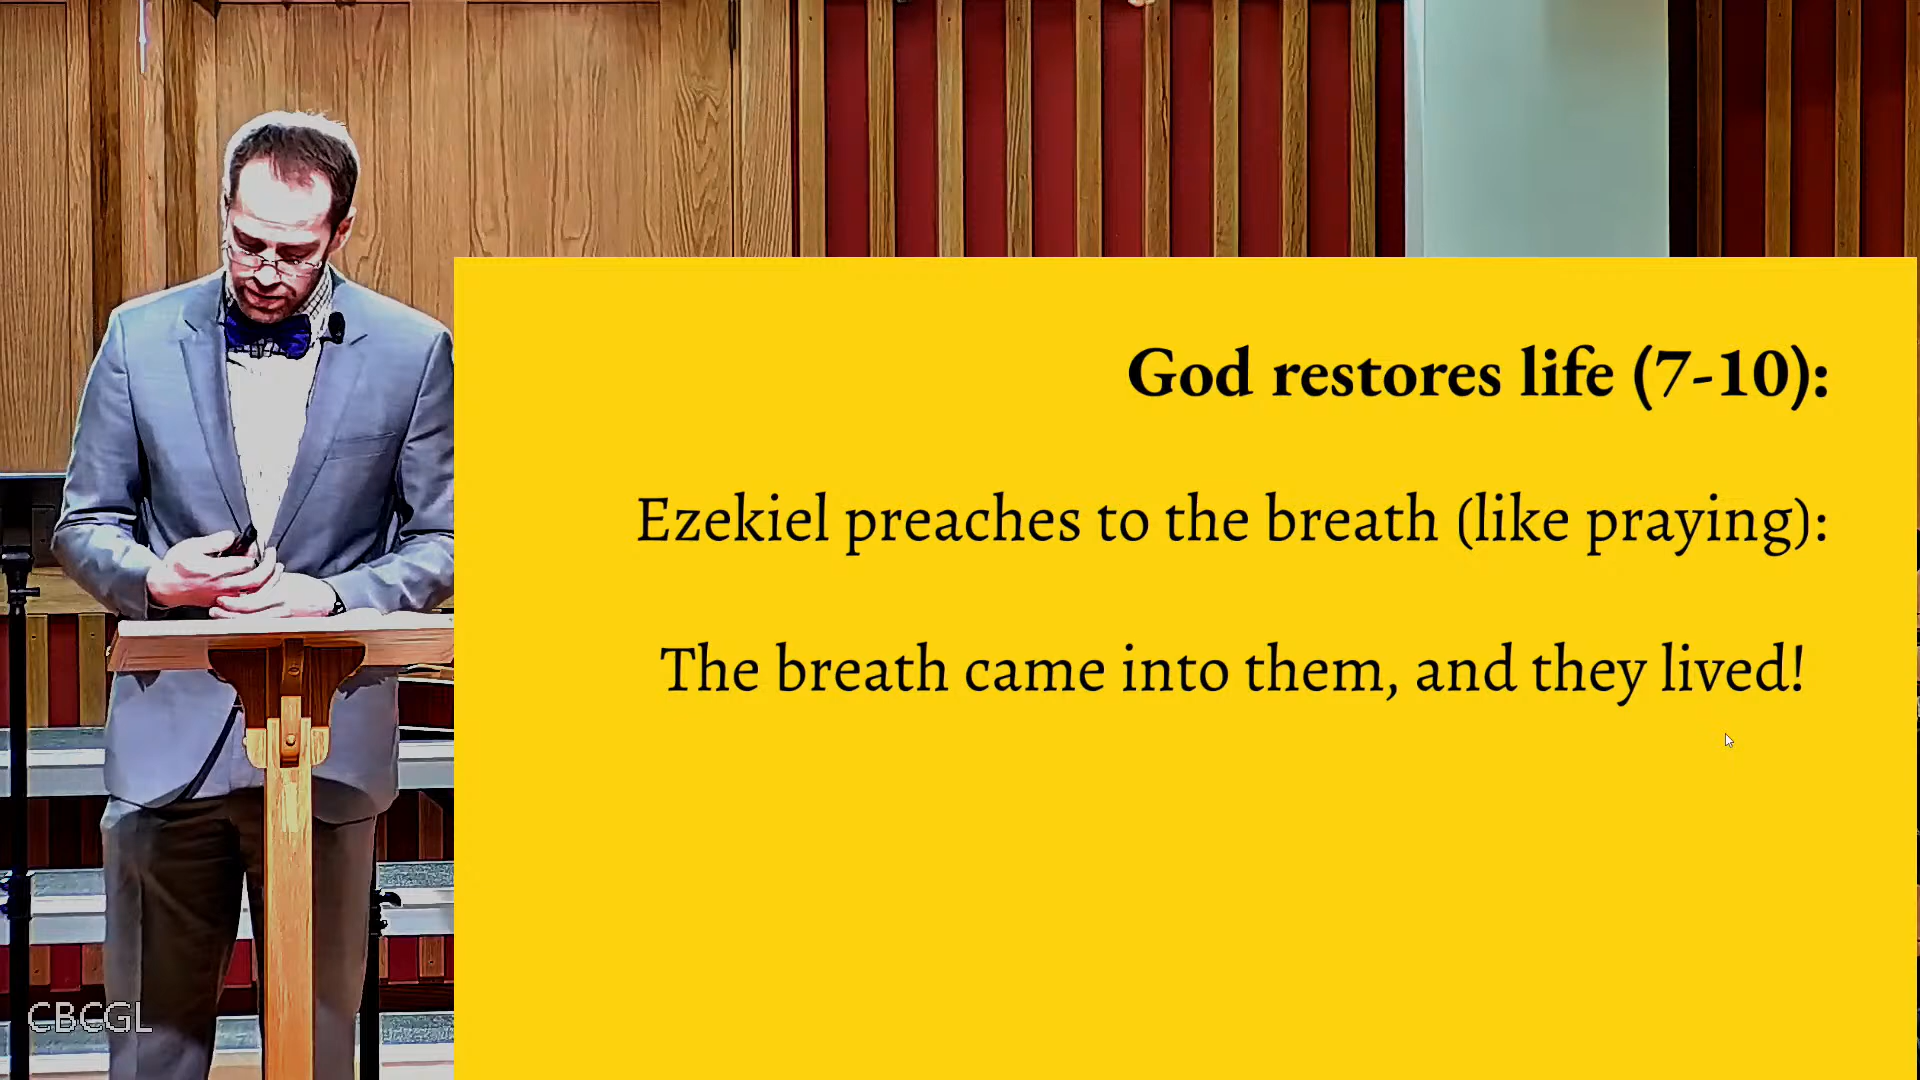 God restores life (7-10):
Ezekiel preaches to the breath (like praying):
The breath came into them, and they lived!
CBCGL